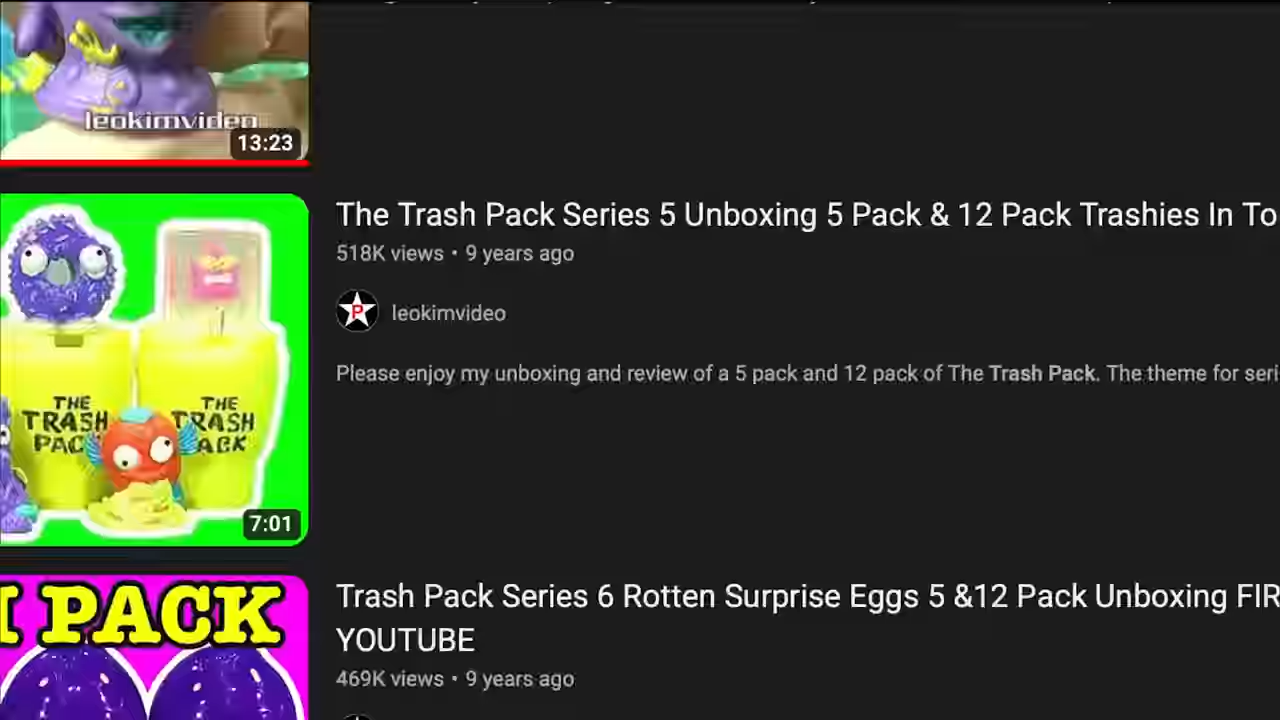 leokimvideo
13:23
The Trash Pack Series 5 Unboxing 5 Pack & 12 Pack Trashies In To
518K views • 9 years ago
P
leokimvideo
Please enjoy my unboxing and review of a 5 pack and 12 pack of The Trash Pack. The theme for seri
THE
TRASH
PAC
THE
TRASH
ACK
7:01
PACK
Trash Pack Series 6 Rotten Surprise Eggs 5 &12 Pack Unboxing FIR
YOUTUBE
469K views • 9 years ago